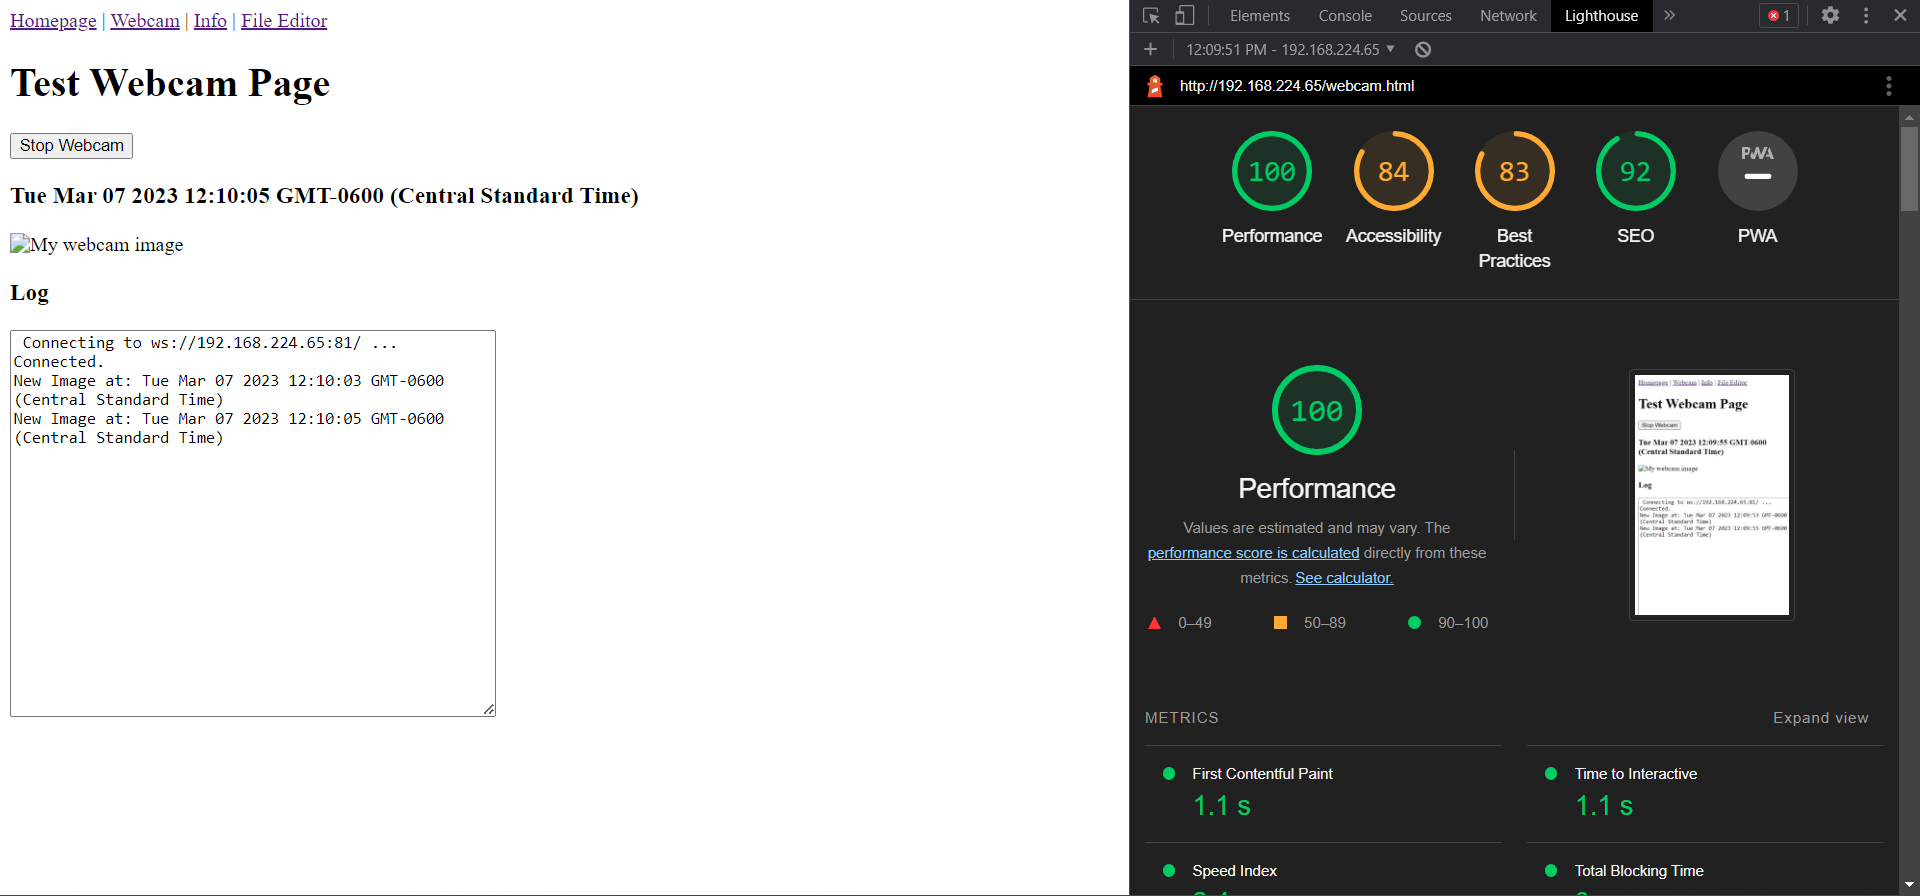 Homepage | Webcam | Info | File Editor
Test Webcam Page
Stop Webcam
Tue Mar 07 2023 12:10:05 GMT-0600 (Central Standard Time)
My webcam image
Log
Connecting to ws://192.168.224.65:81/ ...
Connected.
New Image at: Tue Mar 07 2023 12:10:03 GMT-0600
(Central Standard Time)
New Image at: Tue Mar 07 2023 12:10:05 GMT-0600
(Central Standard Time)
Elements Console Sources Network Lighthouse 1
12:09:51 PM - 192.168.224.65
http://192.168.224.65/webcam.html
100 84 83 92 PWA
Performance Accessibility Best Practices SEO PWA
100
Performance
Values are estimated and may vary. The
performance score is calculated directly from these
metrics. See calculator.
0–49 50–89 90–100
Homepage | Webcam | Info | File Editor
Test Webcam Page
Stop Webcam
Tue Mar 07 2023 12:09:55 GMT-0600
(Central Standard Time)
My webcam image
Log
Connecting to ws://192.168.224.65:81/ ...
Connected.
New Image at: Tue Mar 07 2023 12:09:53 GMT-0600
(Central Standard Time)
New Image at: Tue Mar 07 2023 12:09:55 GMT-0600
(Central Standard Time)
METRICS Expand view
First Contentful Paint
1.1 s
Time to Interactive
1.1 s
Speed Index
Total Blocking Time